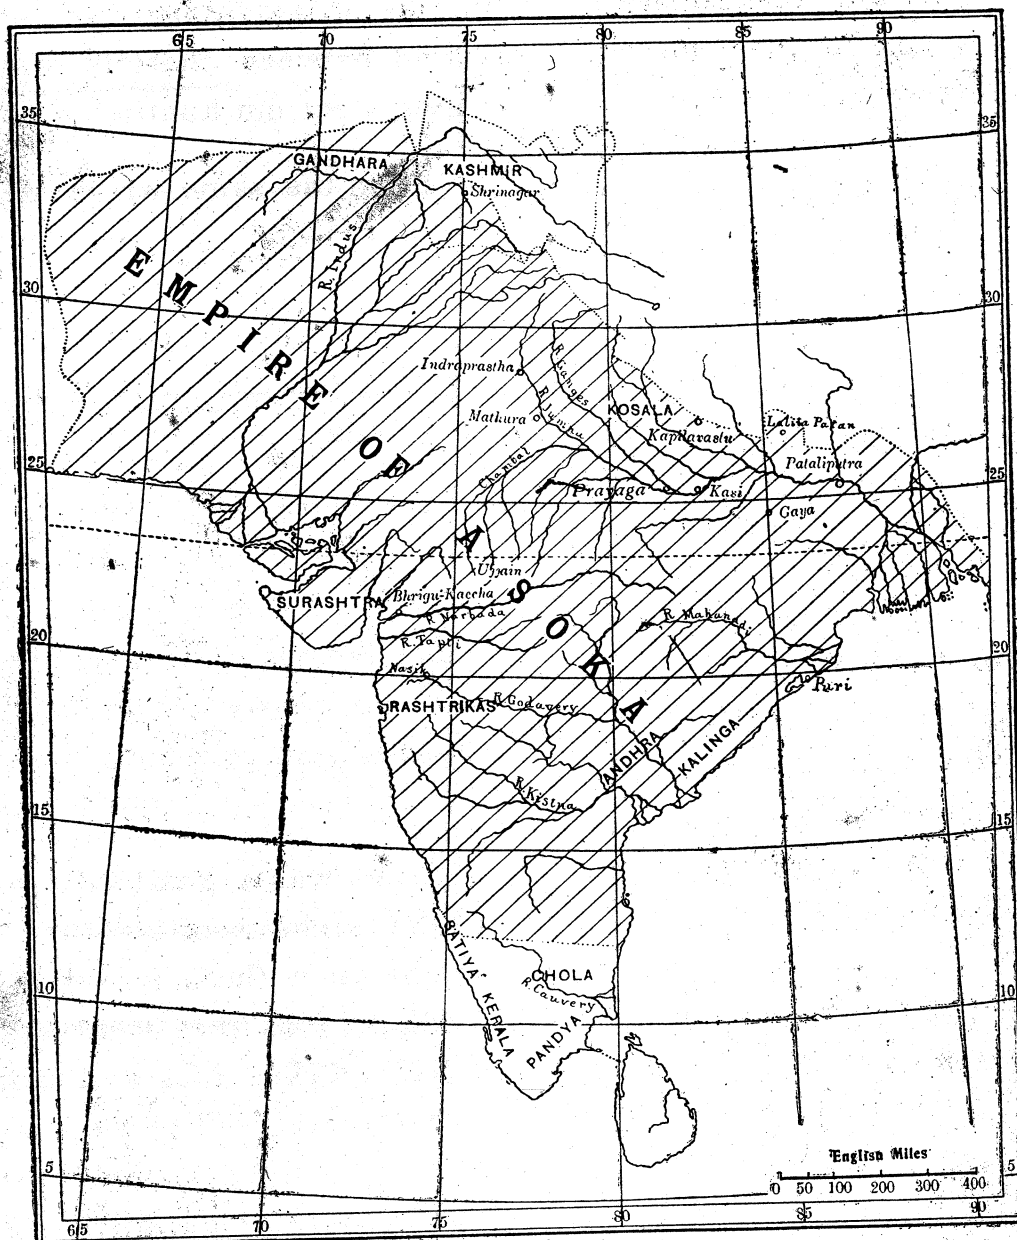 65 70 75 80 85 90
35 35
GANDHARA
KASHMIR
Shrinagar
R. Indus
EMPIRE OF ASOKA
30 30
Indraprastha
R. Ganges
R. Jumna
KOSALA
Mathura
Kapilavastu
Lalita Patan
Chambal
Pataliputra
25 25
Prayaga
Kasi
Gaya
Ujjain
SURASHTRA
Bhrigu-Kaccha
R. Narbada
R. Mahanadi
R. Tapti
20 20
Nasik
Puri
RASHTRIKAS
R. Godavery
ANDHRA
KALINGA
R. Kistna
15 15
SATIYA
KERALA
CHOLA
R. Cauvery
10 10
PANDYA
English Miles
5 5
0 50 100 200 300 400
65 70 75 80 85 90